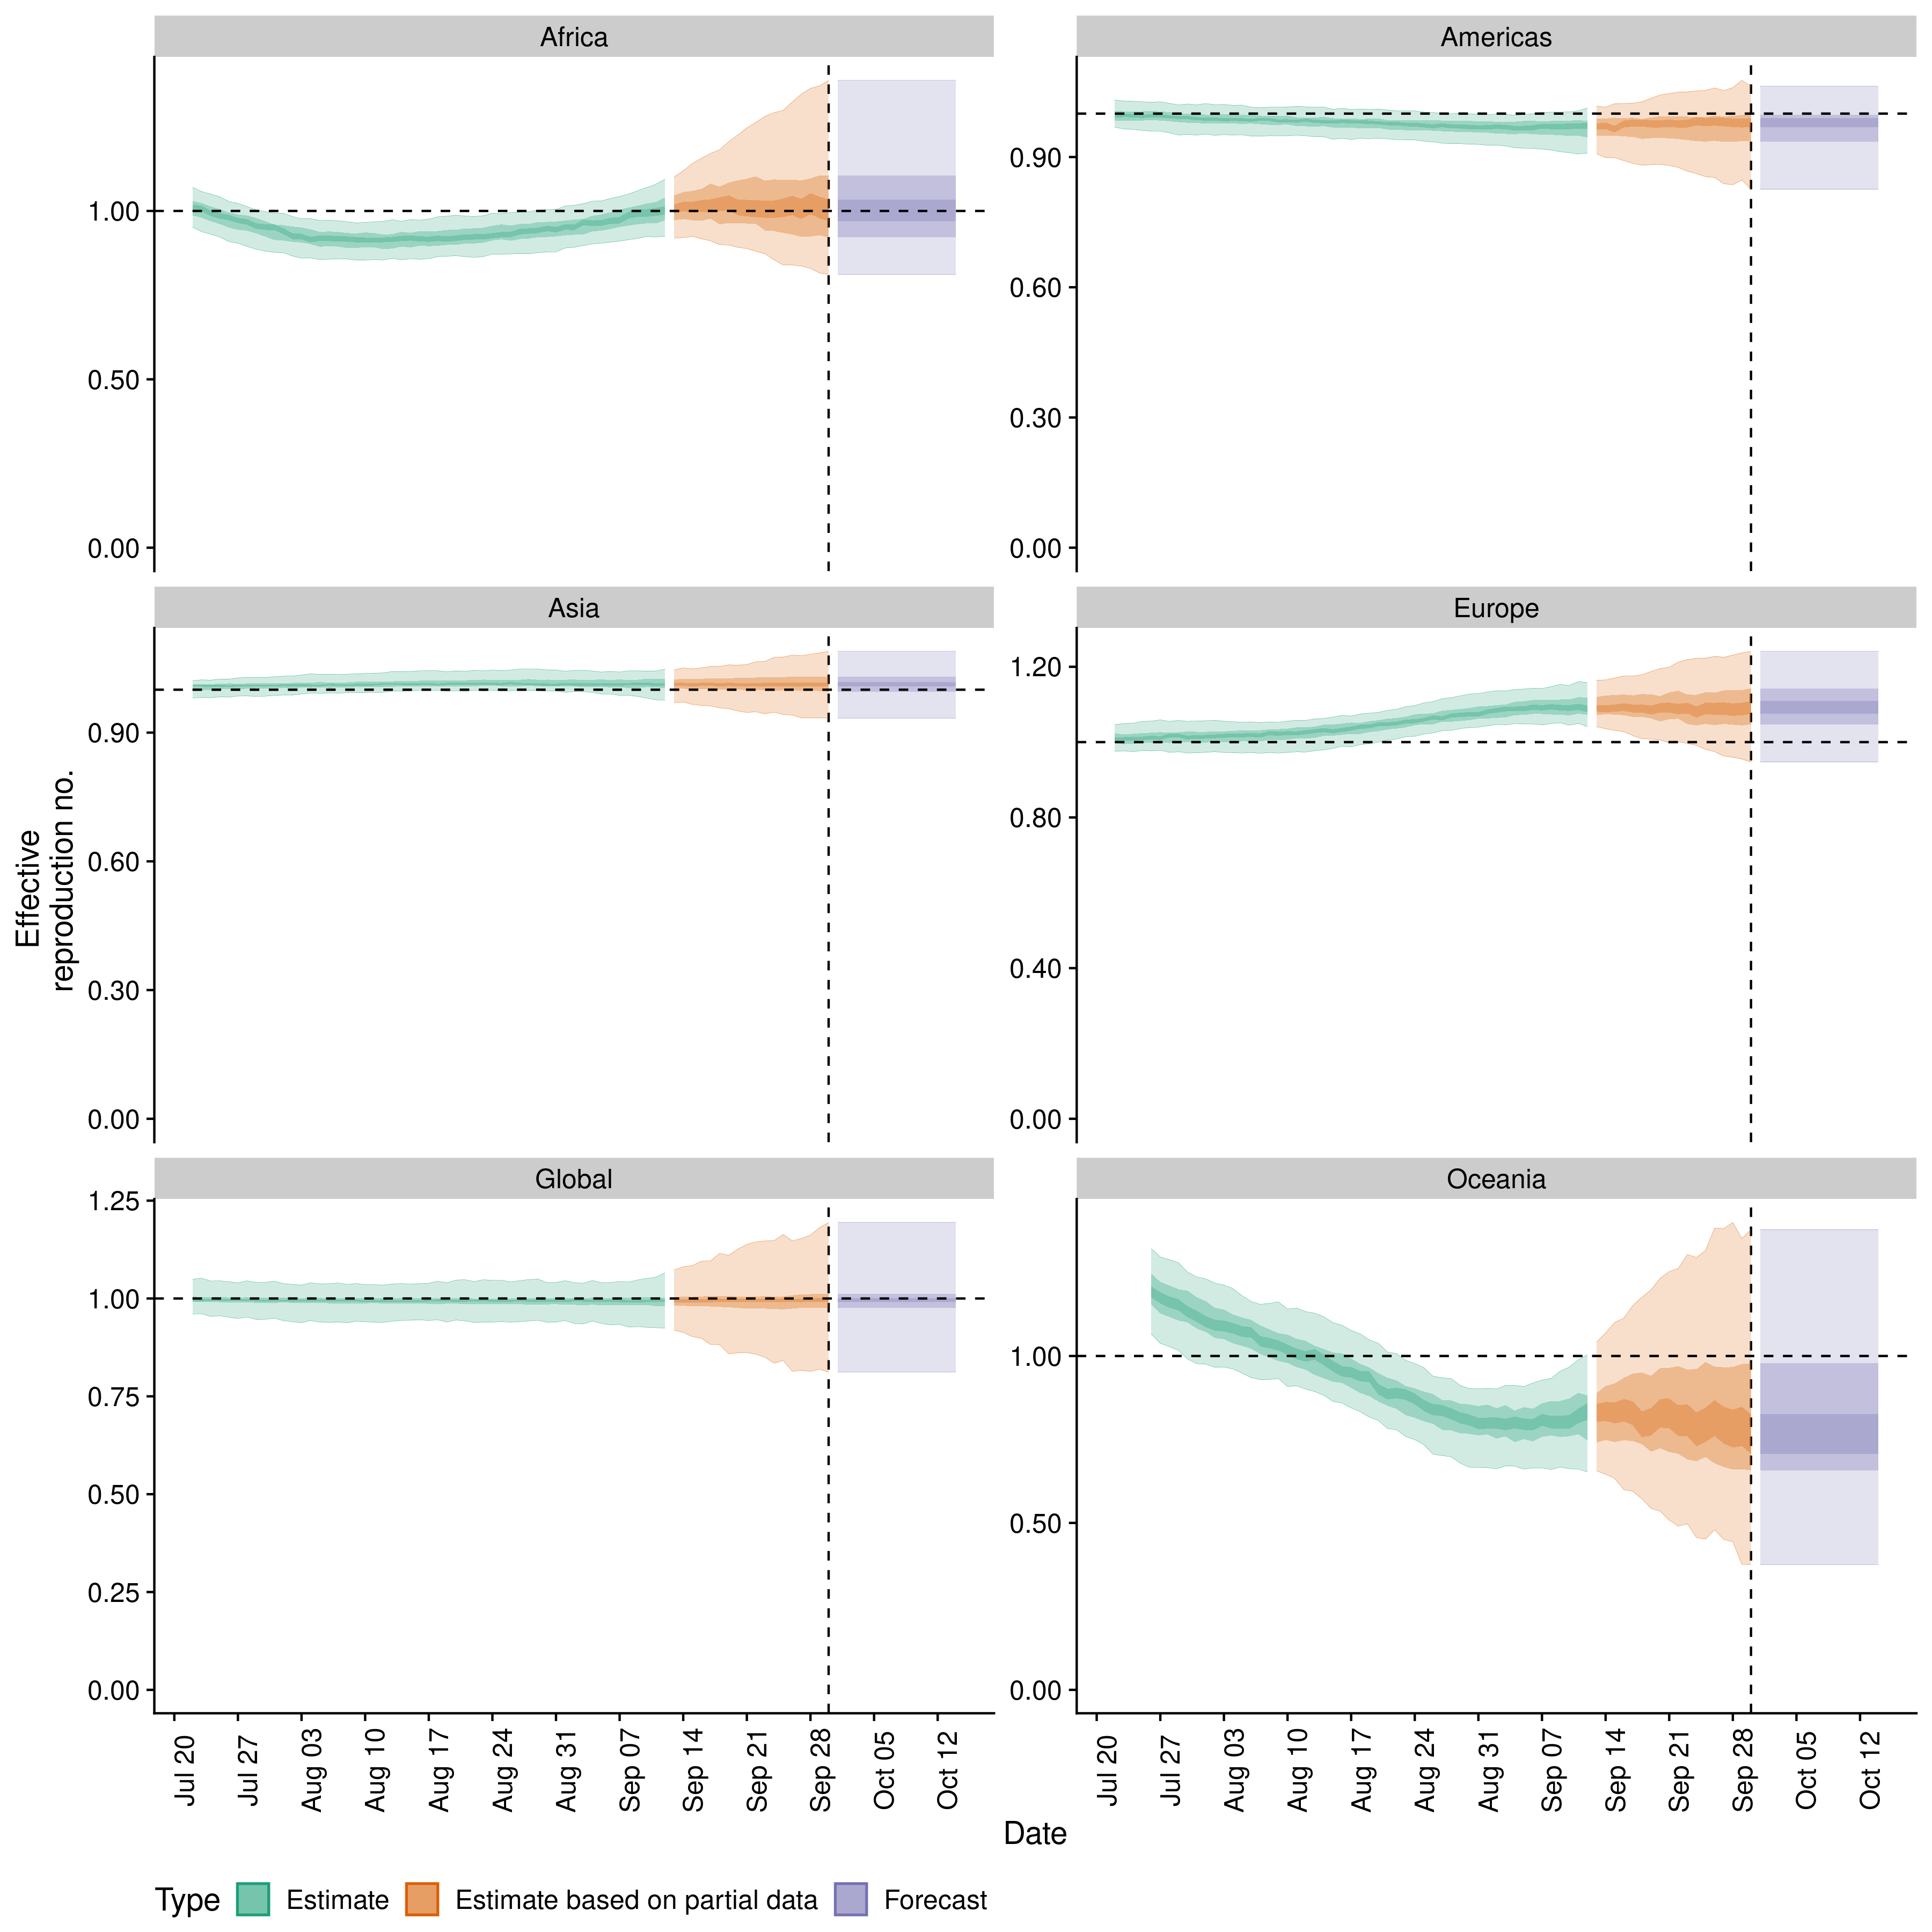 Africa
Americas
1.00
0.50
0.00
0.90
0.60
0.30
0.00
Asia
Europe
0.90
0.60
0.30
0.00
1.20
0.80
0.40
0.00
Effective
reproduction no.
Global
Oceania
1.25
1.00
0.75
0.50
0.25
0.00
1.00
0.50
0.00
Jul 20
Jul 27
Aug 03
Aug 10
Aug 17
Aug 24
Aug 31
Sep 07
Sep 14
Sep 21
Sep 28
Oct 05
Oct 12
Jul 20
Jul 27
Aug 03
Aug 10
Aug 17
Aug 24
Aug 31
Sep 07
Sep 14
Sep 21
Sep 28
Oct 05
Oct 12
Date
Type Estimate Estimate based on partial data Forecast